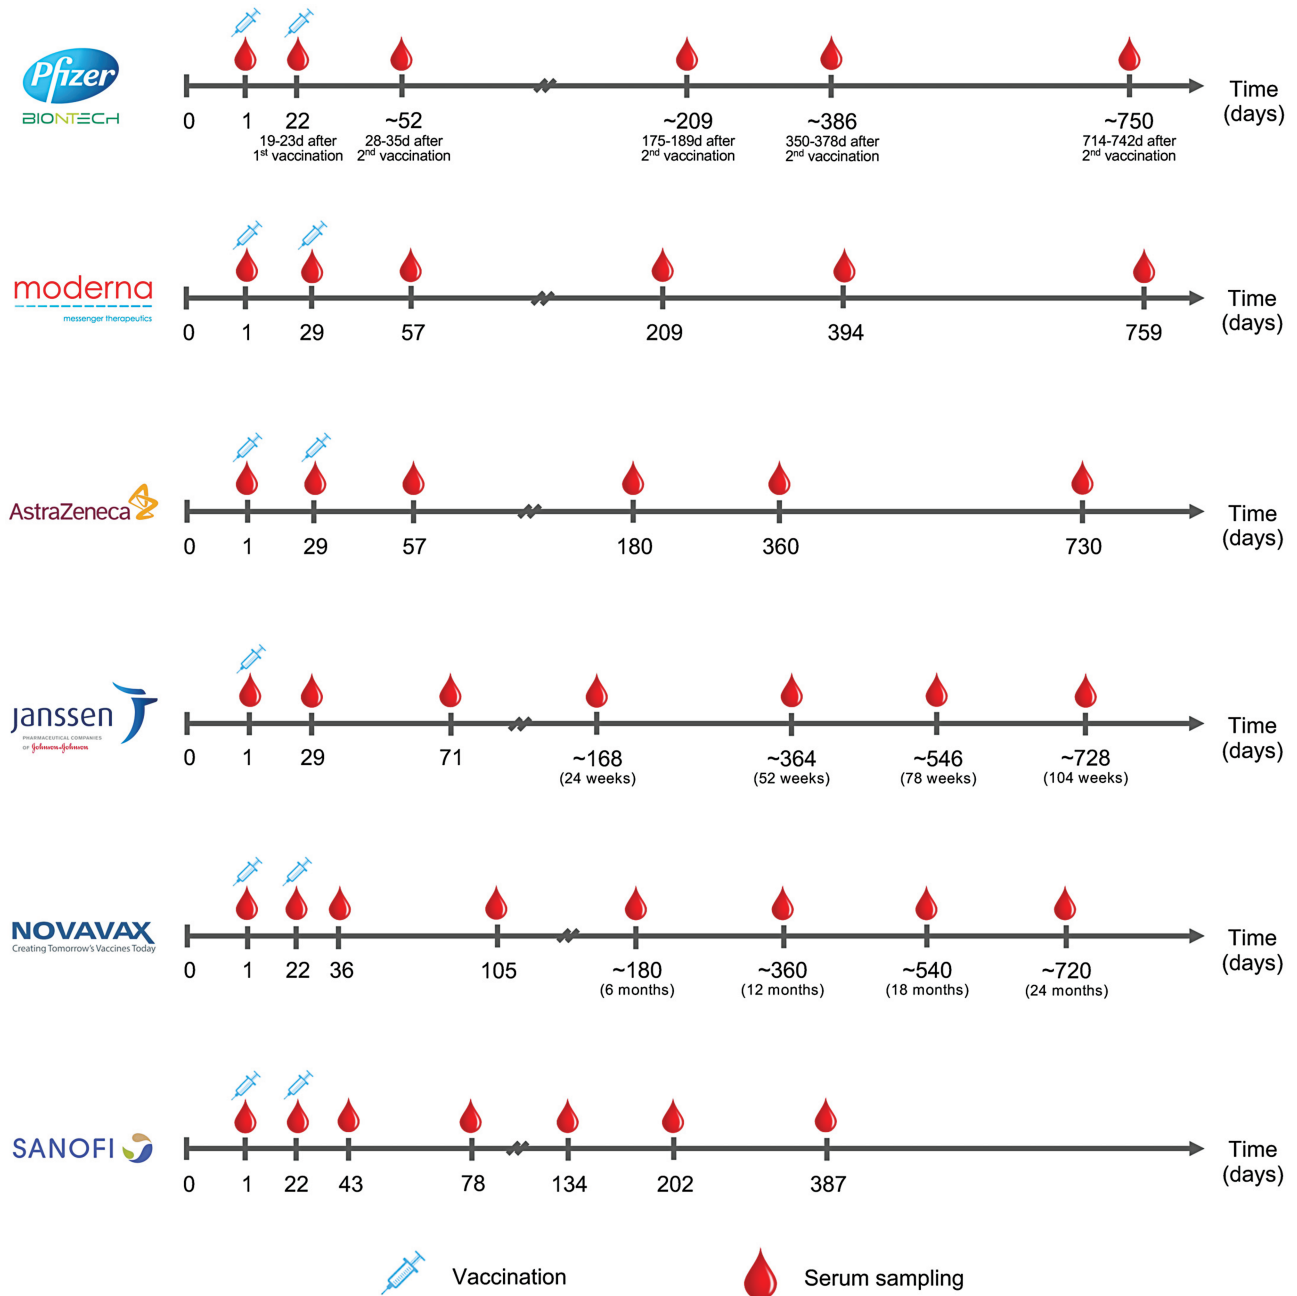 Pfizer
BIONTECH
0 1 22 ~52 ~209 ~386 ~750
19-23d after 28-35d after 175-189d after 350-378d after 714-742d after
1st vaccination 2nd vaccination 2nd vaccination 2nd vaccination 2nd vaccination
Time
(days)
moderna
messenger therapeutics
0 1 29 57 209 394 759
Time
(days)
AstraZeneca
0 1 29 57 180 360 730
Time
(days)
Janssen
PHARMACEUTICAL COMPANIES
OF Johnson&Johnson
0 1 29 71 ~168 ~364 ~546 ~728
(24 weeks) (52 weeks) (78 weeks) (104 weeks)
Time
(days)
NOVAVAX
Creating Tomorrow's Vaccines Today
0 1 22 36 105 ~180 ~360 ~540 ~720
(6 months) (12 months) (18 months) (24 months)
Time
(days)
SANOFI
0 1 22 43 78 134 202 387
Time
(days)
Vaccination Serum sampling